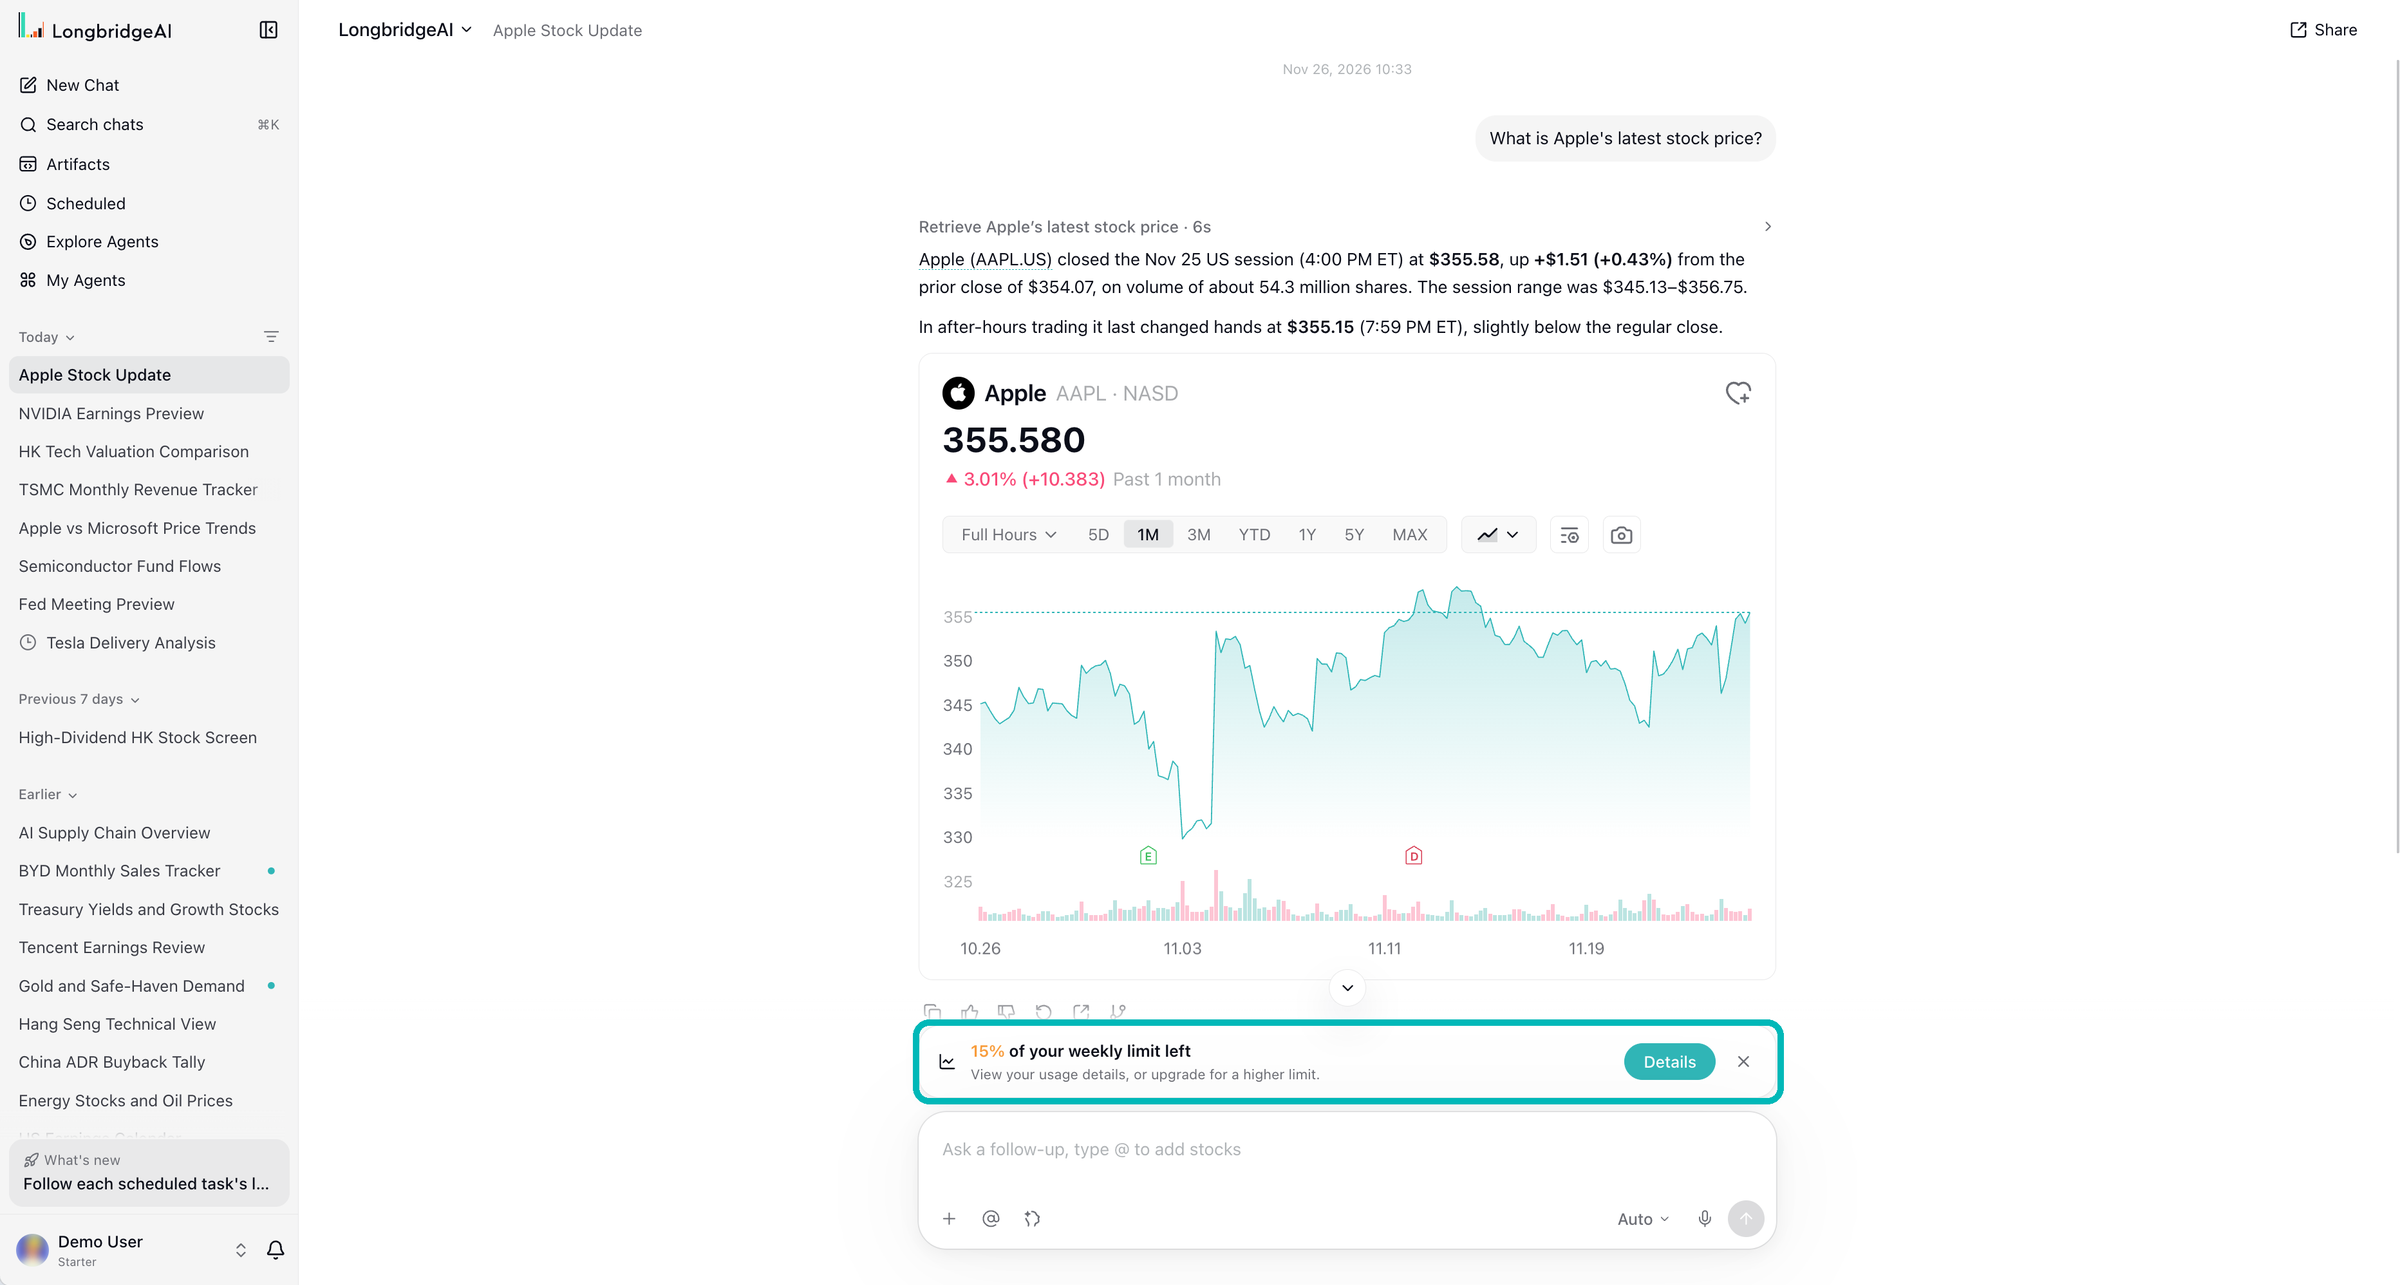 LongbridgeAI
New Chat
Search chats ⌘K
Artifacts
Scheduled
Explore Agents
My Agents
Today
Apple Stock Update
NVIDIA Earnings Preview
HK Tech Valuation Comparison
TSMC Monthly Revenue Tracker
Apple vs Microsoft Price Trends
Semiconductor Fund Flows
Fed Meeting Preview
Tesla Delivery Analysis
Previous 7 days
High-Dividend HK Stock Screen
Earlier
AI Supply Chain Overview
BYD Monthly Sales Tracker
Treasury Yields and Growth Stocks
Tencent Earnings Review
Gold and Safe-Haven Demand
Hang Seng Technical View
China ADR Buyback Tally
Energy Stocks and Oil Prices
What's new
Follow each scheduled task's l...
Demo User
Starter
LongbridgeAI Apple Stock Update
Share
Nov 26, 2026 10:33
What is Apple's latest stock price?
Retrieve Apple's latest stock price · 6s
Apple (AAPL.US) closed the Nov 25 US session (4:00 PM ET) at $355.58, up +$1.51 (+0.43%) from the
prior close of $354.07, on volume of about 54.3 million shares. The session range was $345.13–$356.75.
In after-hours trading it last changed hands at $355.15 (7:59 PM ET), slightly below the regular close.
Apple AAPL · NASD
355.580
3.01% (+10.383) Past 1 month
Full Hours 5D 1M 3M YTD 1Y 5Y MAX
355
350
345
340
335
330
325
E
D
10.26 11.03 11.11 11.19
15% of your weekly limit left
View your usage details, or upgrade for a higher limit.
Details
Ask a follow-up, type @ to add stocks
Auto